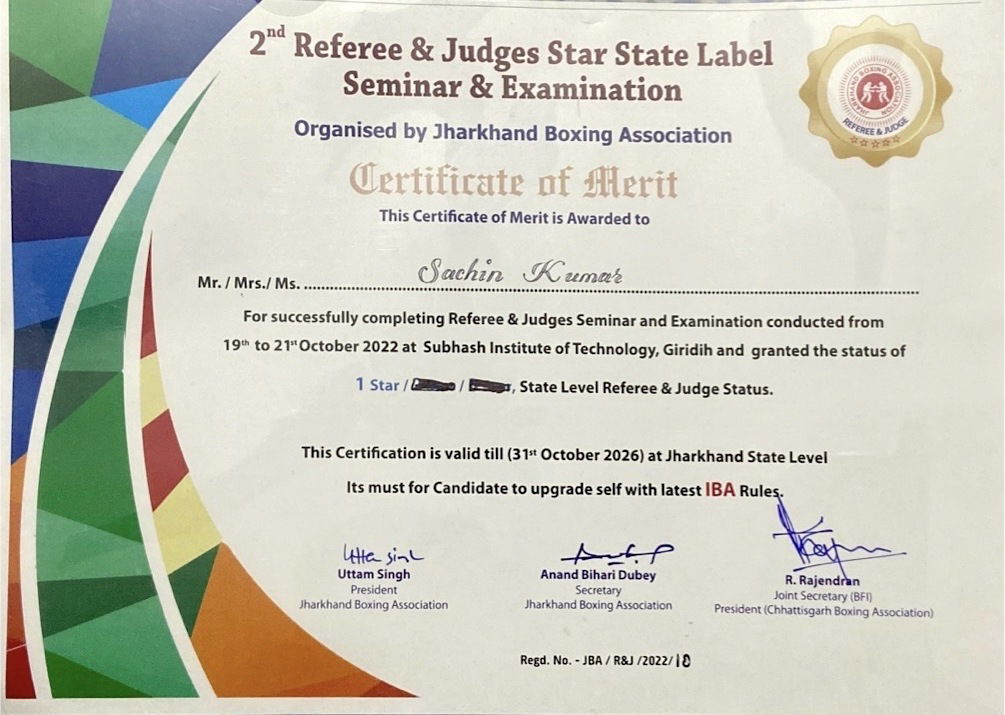 2nd Referee & Judges Star State Label
Seminar & Examination
Organised by Jharkhand Boxing Association
JHARKHAND BOXING ASSOCIATION
REFEREE & JUDGE
Certificate of Merit
This Certificate of Merit is Awarded to
Mr. / Mrs./ Ms. Sachin Kumar
For successfully completing Referee & Judges Seminar and Examination conducted from
19th to 21st October 2022 at Subhash Institute of Technology, Giridih and granted the status of
1 Star / / , State Level Referee & Judge Status.
This Certification is valid till (31st October 2026) at Jharkhand State Level
Its must for Candidate to upgrade self with latest IBA Rules.
Uttam Singh
President
Jharkhand Boxing Association
Anand Bihari Dubey
Secretary
Jharkhand Boxing Association
R. Rajendran
Joint Secretary (BFI)
President (Chhattisgarh Boxing Association)
Regd. No. - JBA / R&J /2022/10